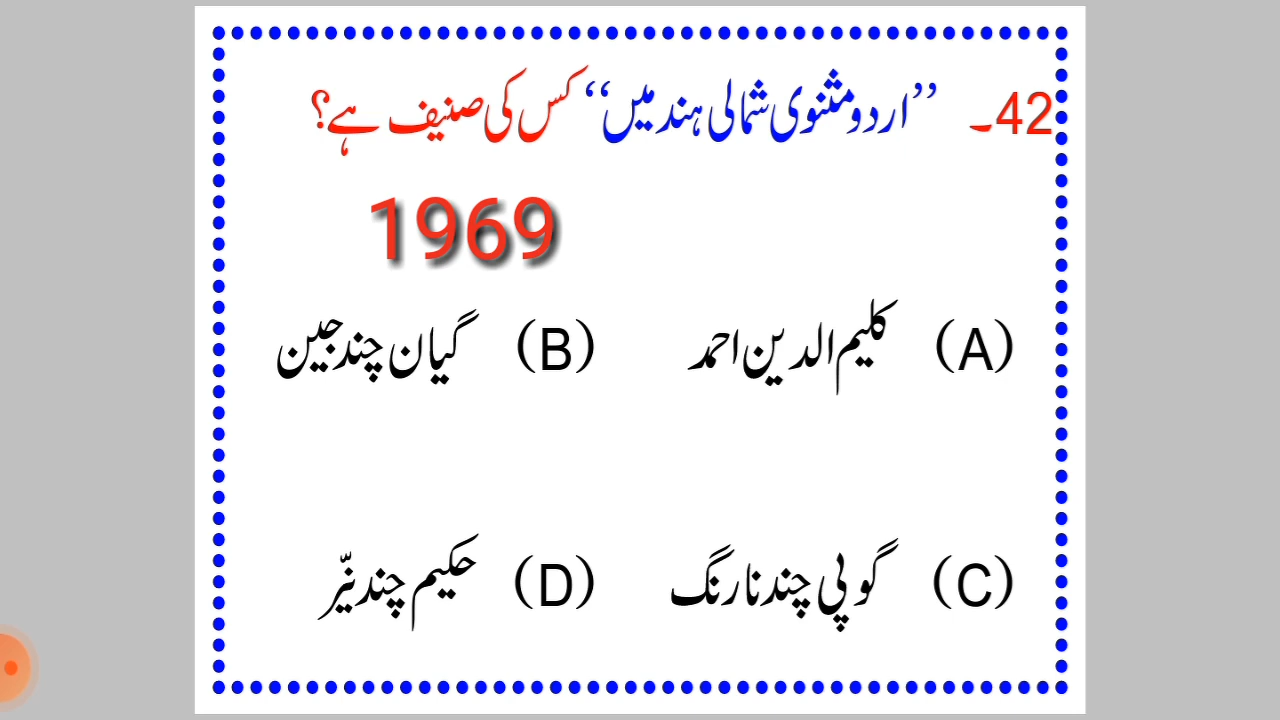 42۔ ’’اردو مثنوی شمالی ہند میں‘‘ کس کی صنیف ہے؟
1969
(A) کلیم الدین احمد (B) گیان چند جین
(C) گوپی چند نارنگ (D) حکیم چند نیّر